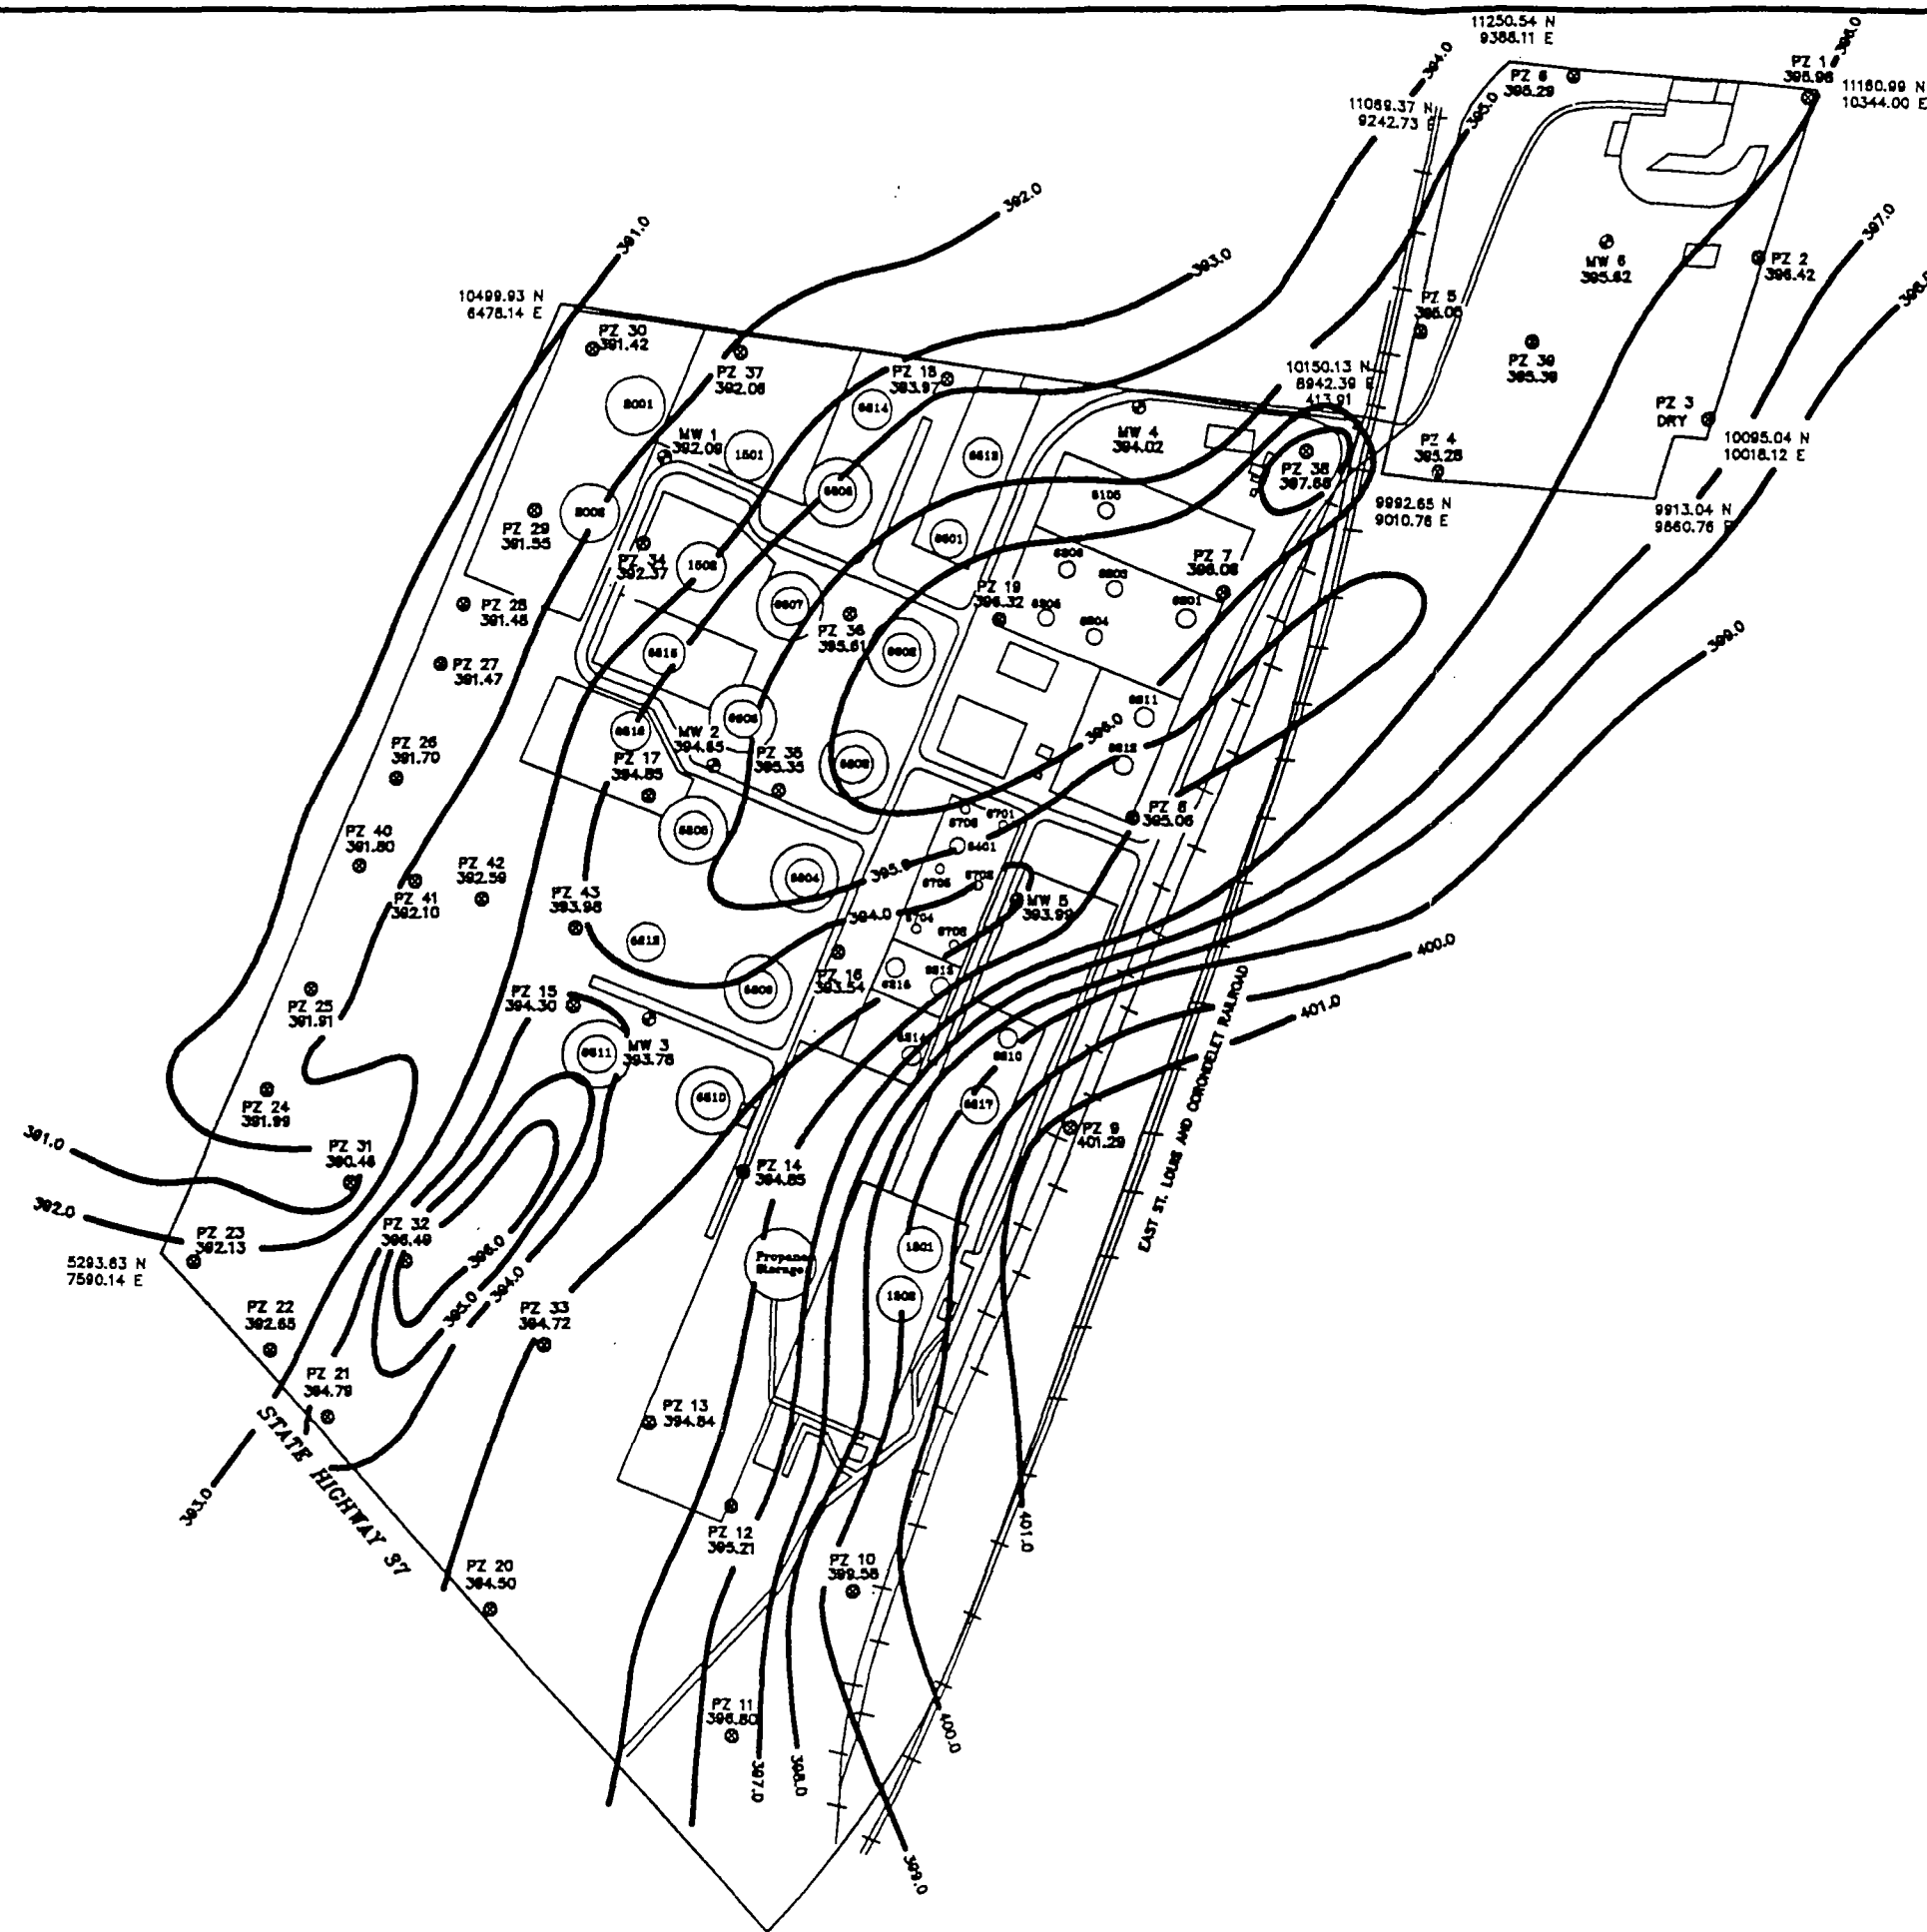 11250.54 N
9388.11 E
PZ 1
395.96
396.0
11160.99 N
10344.00 E
PZ 6
395.29
394.0
395.0
11069.37 N
9242.73 E
392.0
391.0
393.0
397.0
MW 6
395.62
PZ 2
396.42
10499.93 N
6478.14 E
PZ 30
391.42
PZ 37
392.06
PZ 18
393.97
PZ 5
395.05
PZ 39
395.39
10150.13 N
8942.39 E
413.91
PZ 3
DRY
10095.04 N
10018.12 E
MW 1
392.09
1501
MW 4
394.02
PZ 38
397.66
PZ 4
395.28
9992.65 N
9010.76 E
9913.04 N
9860.76 E
PZ 29
391.55
PZ 34
392.37
1502
PZ 7
396.08
PZ 19
396.32
PZ 28
391.48
PZ 36
395.61
399.0
PZ 27
391.47
PZ 26
391.70
MW 2
394.65
PZ 17
394.85
PZ 35
395.35
396.0
PZ 8
395.06
PZ 40
391.80
PZ 42
392.59
PZ 41
392.10
PZ 43
393.98
395.0
394.0
MW 5
393.99
400.0
PZ 16
393.54
PZ 15
394.30
PZ 25
391.91
MW 3
393.78
401.0
EAST ST. LOUIS AND CORONDELET RAILROAD
PZ 24
391.99
PZ 9
401.29
391.0
PZ 31
390.46
PZ 14
394.85
392.0
PZ 23
392.13
PZ 32
396.49
396.0
395.0
394.0
Propane
Storage
5293.63 N
7590.14 E
PZ 22
392.65
PZ 33
394.72
PZ 21
394.79
PZ 13
394.84
STATE HIGHWAY 37
393.0
PZ 12
395.21
PZ 10
399.58
401.0
PZ 20
394.50
PZ 11
396.80
397.0
398.0
400.0
399.0